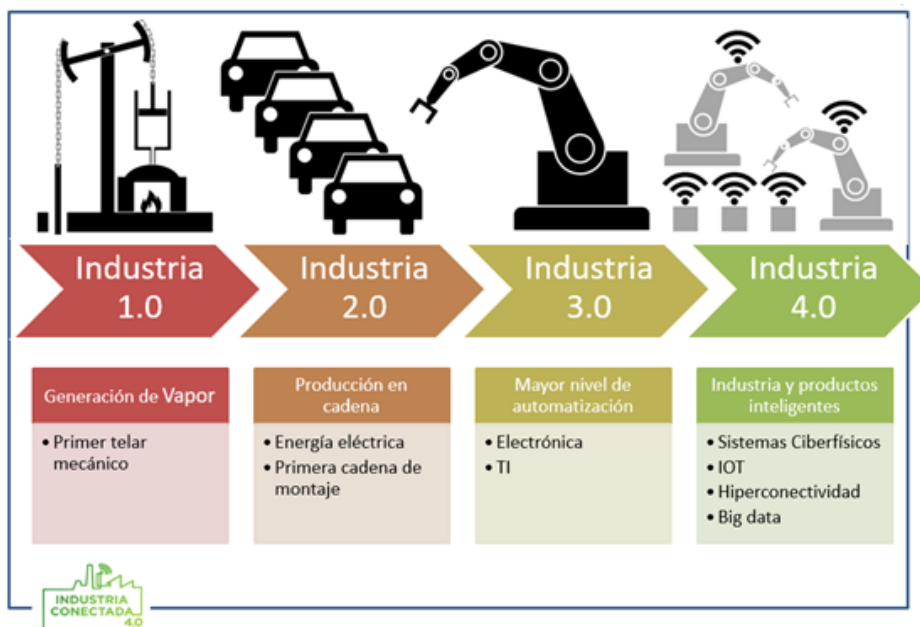 Industria
1.0
Industria
2.0
Industria
3.0
Industria
4.0
Generación de Vapor
• Primer telar
mecánico
Producción en
cadena
• Energía eléctrica
• Primera cadena de
montaje
Mayor nivel de
automatización
• Electrónica
• TI
Industria y productos
inteligentes
• Sistemas Ciberfísicos
• IOT
• Hiperconectividad
• Big data
INDUSTRIA
CONECTADA
4.0